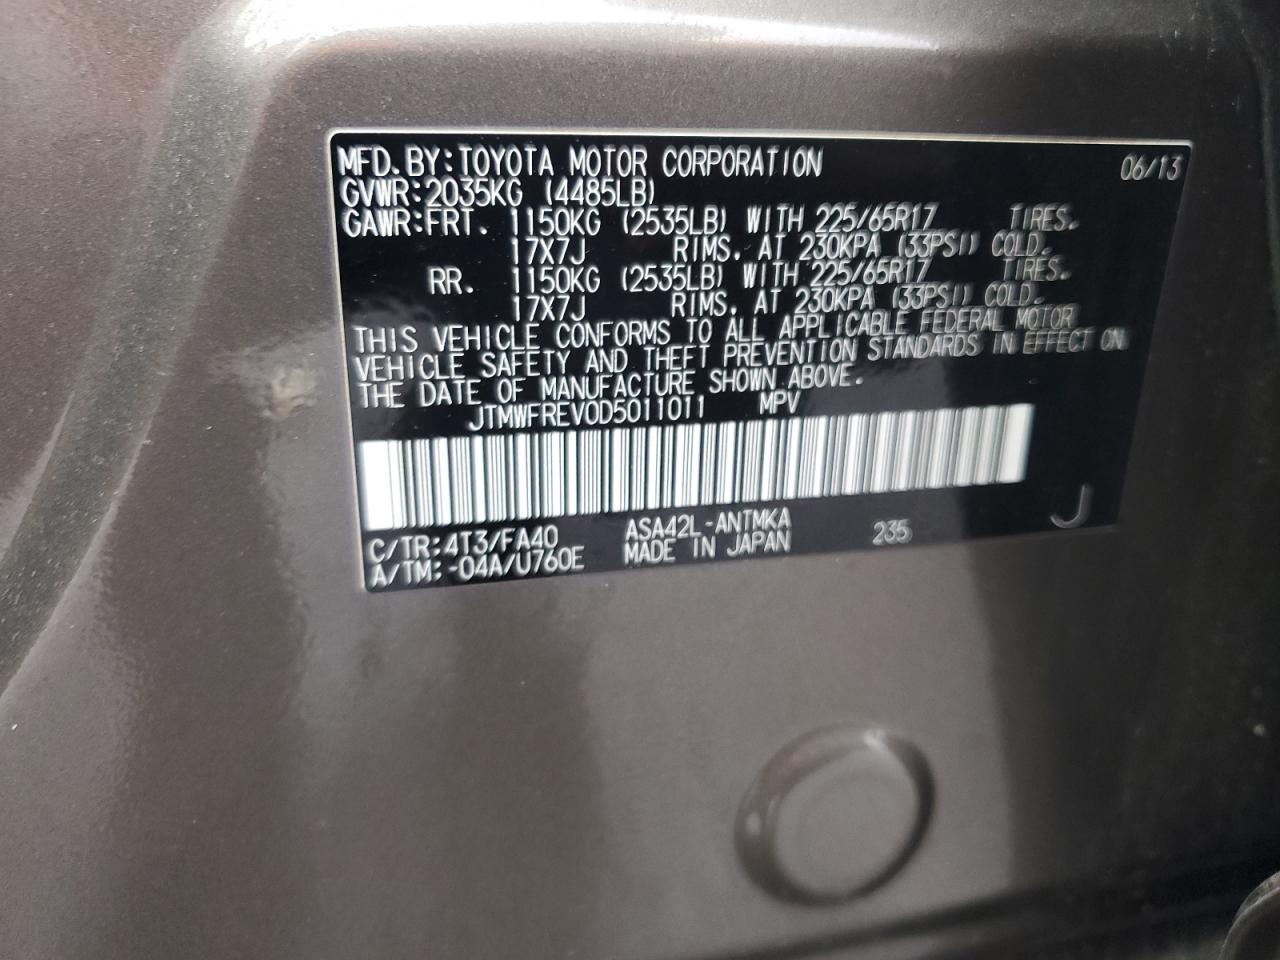 MFD.BY:TOYOTA MOTOR CORPORATION 06/13
GVWR:2035KG (4485LB)
GAWR:FRT. 1150KG (2535LB) WITH 225/65R17 TIRES.
17X7J RIMS, AT 230KPA (33PSI) COLD.
RR. 1150KG (2535LB) WITH 225/65R17 TIRES.
17X7J RIMS, AT 230KPA (33PSI) COLD.
THIS VEHICLE CONFORMS TO ALL APPLICABLE FEDERAL MOTOR
VEHICLE SAFETY AND THEFT PREVENTION STANDARDS IN EFFECT ON
THE DATE OF MANUFACTURE SHOWN ABOVE.
JTMWFREV0D5011011 MPV
C/TR:4T3/FA40 ASA42L-ANTMKA 235 J
A/TM:-04A/U760E MADE IN JAPAN